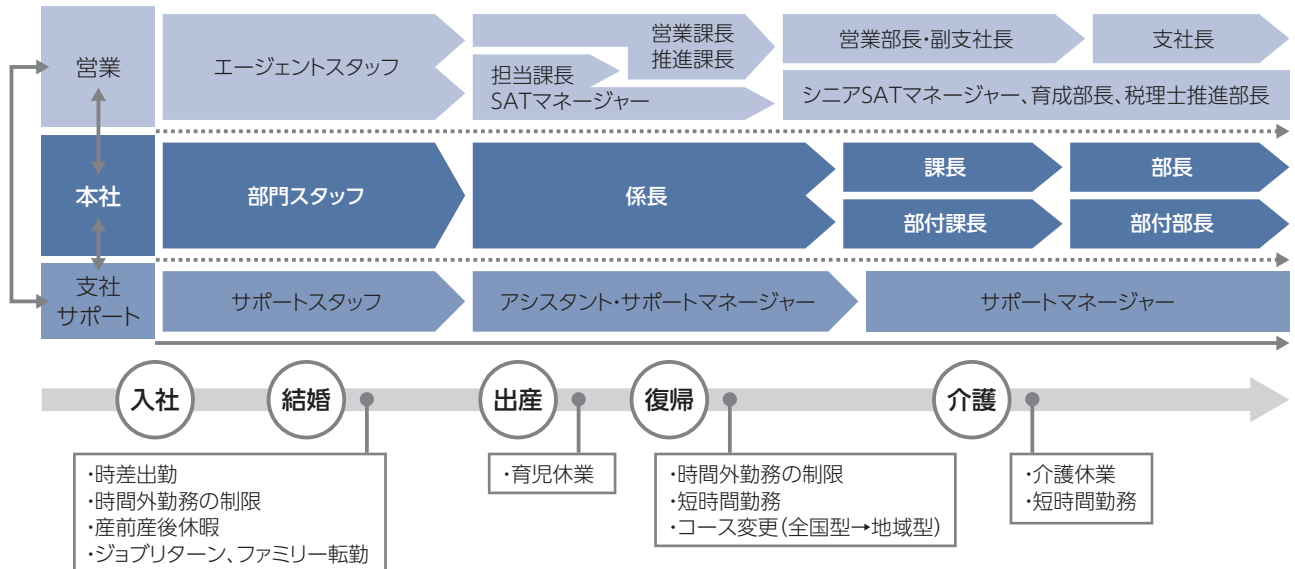 営業
エージェントスタッフ
営業課長
推進課長
担当課長
SATマネージャー
営業部長・副支社長
支社長
シニアSATマネージャー、育成部長、税理士推進部長
本社
部門スタッフ
係長
課長
部長
部付課長
部付部長
支社
サポート
サポートスタッフ
アシスタント・サポートマネージャー
サポートマネージャー
入社
結婚
出産
復帰
介護
・時差出勤
・時間外勤務の制限
・産前産後休暇
・ジョブリターン、ファミリー転勤
・育児休業
・時間外勤務の制限
・短時間勤務
・コース変更(全国型→地域型)
・介護休業
・短時間勤務